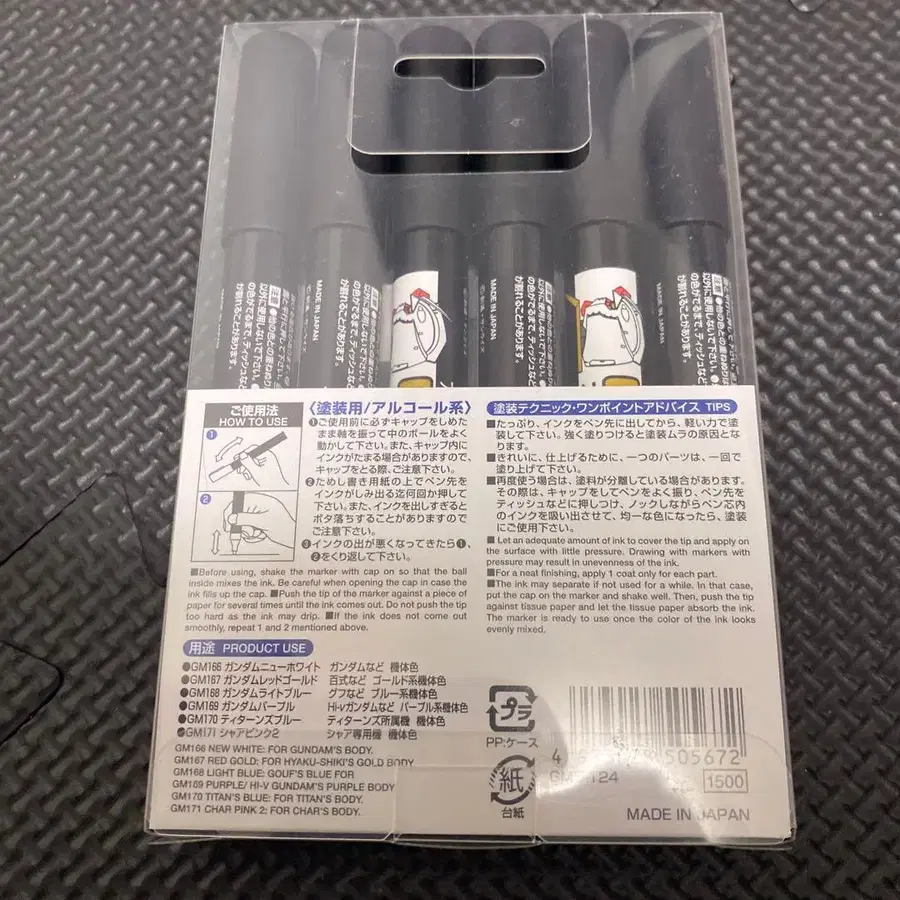 MADE IN JAPAN
MADE IN JAPAN
MADE IN JAPAN
ご使用法
HOW TO USE
1
2
〈塗装用/アルコール系〉
❶ご使用前に必ずキャップをしめた
まま軸を振って中のボールをよく
動かして下さい。また、キャップ内に
インクがたまる場合がありますので、
キャップをとる際、ご注意下さい。
❷ためし書き用紙の上でペン先を
インクがしみ出る迄何回か押して
下さい。また、インクを出しすぎると
ボタ落ちすることがありますので
ご注意下さい。
❸インクの出が悪くなってきたら❶、
❷をくり返して下さい。
■Before using, shake the marker with cap on so that the ball
inside mixes the ink. Be careful when opening the cap in case the
ink fills up the cap. ■Push the tip of the marker against a piece of
paper for several times until the ink comes out. Do not push the tip
too hard as the ink may drip. ■If the ink does not come out
smoothly, repeat 1 and 2 mentioned above.
塗装テクニック・ワンポイントアドバイス TIPS
■たっぷり、インクをペン先に出してから、軽い力で塗
装して下さい。強く塗りつけると塗装ムラの原因とな
ります。
■きれいに、仕上げるために、一つのパーツは、一回で
塗り上げて下さい。
■再度使う場合は、塗料が分離している場合があります。
その際は、キャップをしてペンをよく振り、ペン先を
ティッシュなどに押しつけ、ノックしながらペン芯内
のインクを吸い出させて、均一な色になったら、塗装
にご使用下さい。
■ Let an adequate amount of ink to cover the tip and apply on
the surface with little pressure. Drawing with markers with
pressure may result in unevenness of the ink.
■For a neat finishing, apply 1 coat only for each part.
■The ink may separate if not used for a while. In that case,
put the cap on the marker and shake well. Then, push the tip
against tissue paper and let the tissue paper absorb the ink.
The marker is ready to use once the color of the ink looks
evenly mixed.
用途 PRODUCT USE
●GM166 ガンダムニューホワイト ガンダムなど 機体色
●GM167 ガンダムレッドゴールド 百式など ゴールド系機体色
●GM168 ガンダムライトブルー グフなど ブルー系機体色
●GM169 ガンダムパープル Hi-νガンダムなど パープル系機体色
●GM170 ティターンズブルー ティターンズ所属機 機体色
●GM171 シャアピンク2 シャア専用機 機体色
GM166 NEW WHITE: FOR GUNDAM'S BODY.
GM167 RED GOLD: FOR HYAKU-SHIKI'S GOLD BODY
GM168 LIGHT BLUE: GOUF'S BLUE FOR
GM169 PURPLE/ HI-V GUNDAM'S PURPLE BODY
GM170 TITAN'S BLUE: FOR TITAN'S BODY.
GM171 CHAR PINK 2: FOR CHAR'S BODY.
プラ
PP:ケース
紙
台紙
505672
124
1500
MADE IN JAPAN